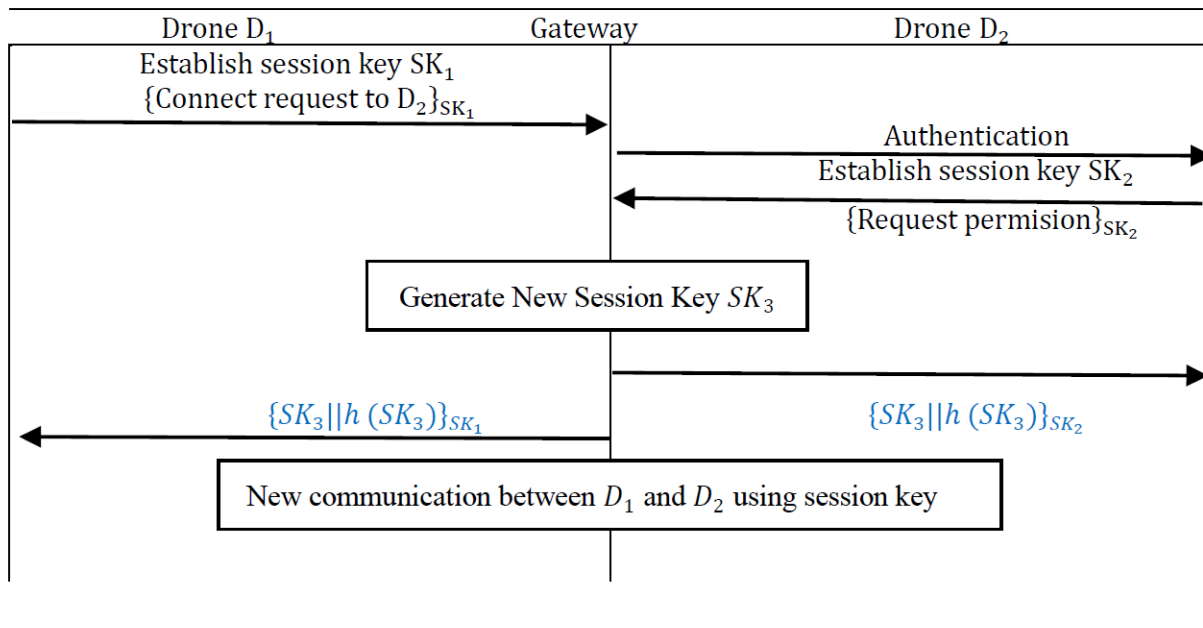 Drone D₁ Gateway Drone D₂
Establish session key SK₁
{Connect request to D₂}SK₁
Authentication
Establish session key SK₂
{Request permision}SK₂
Generate New Session Key SK₃
{SK₃||h (SK₃)}SK₁ {SK₃||h (SK₃)}SK₂
New communication between D₁ and D₂ using session key